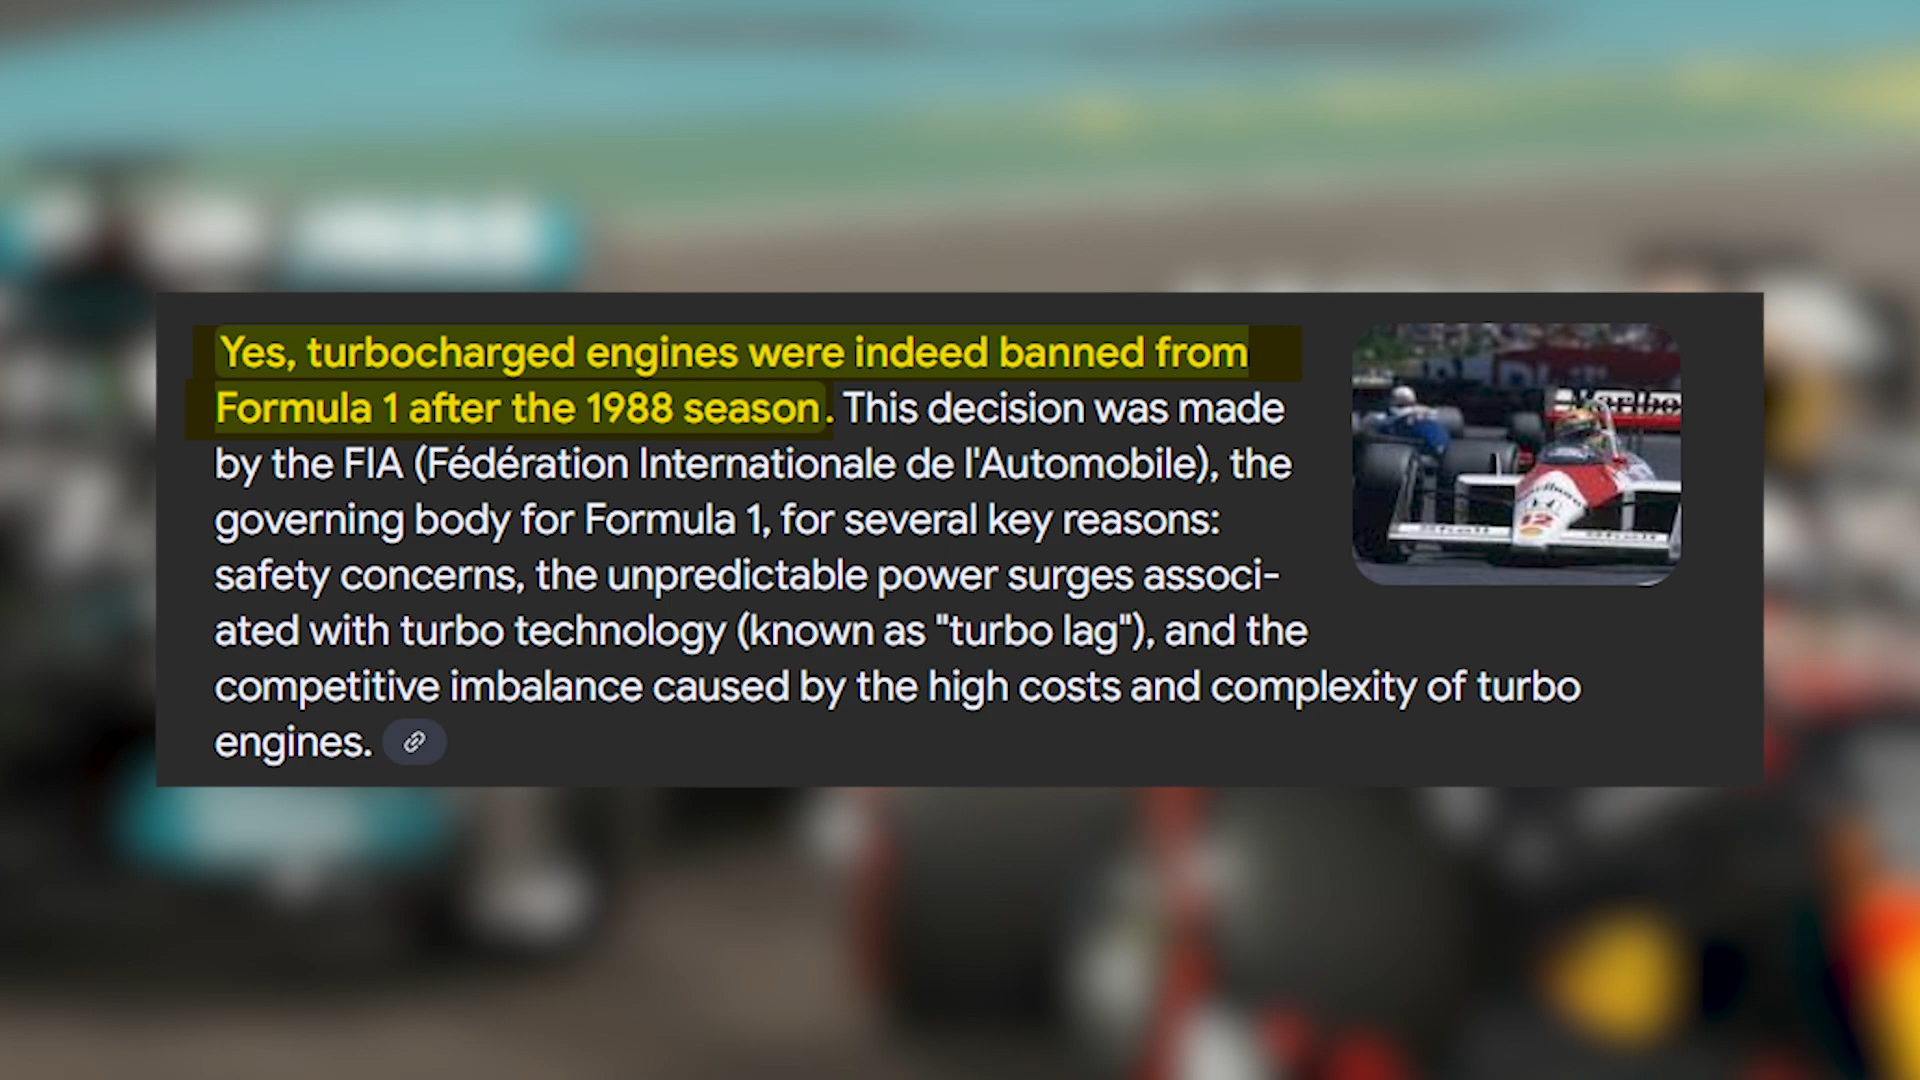 Yes, turbocharged engines were indeed banned from
Formula 1 after the 1988 season. This decision was made
by the FIA (Fédération Internationale de l'Automobile), the
governing body for Formula 1, for several key reasons:
safety concerns, the unpredictable power surges associ-
ated with turbo technology (known as "turbo lag"), and the
competitive imbalance caused by the high costs and complexity of turbo
engines.
Marlboro
12